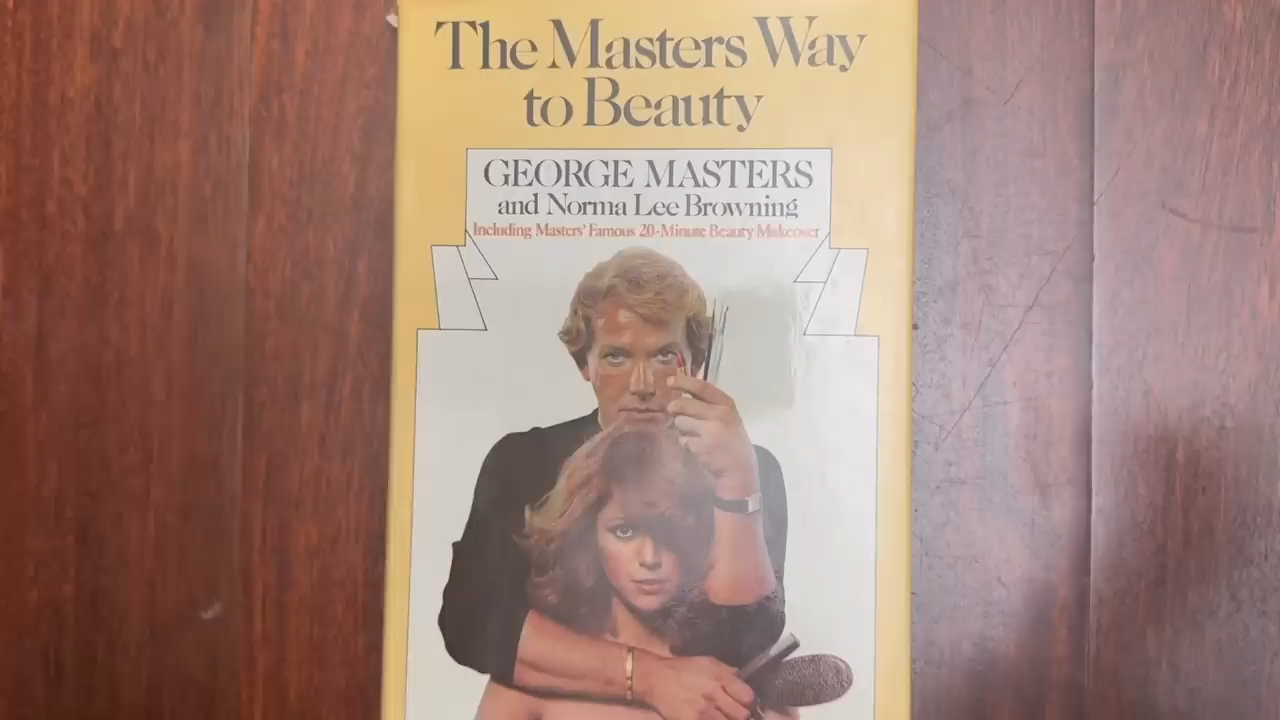 The Masters Way
to Beauty
GEORGE MASTERS
and Norma Lee Browning
Including Masters' Famous 20-Minute Beauty Makeover